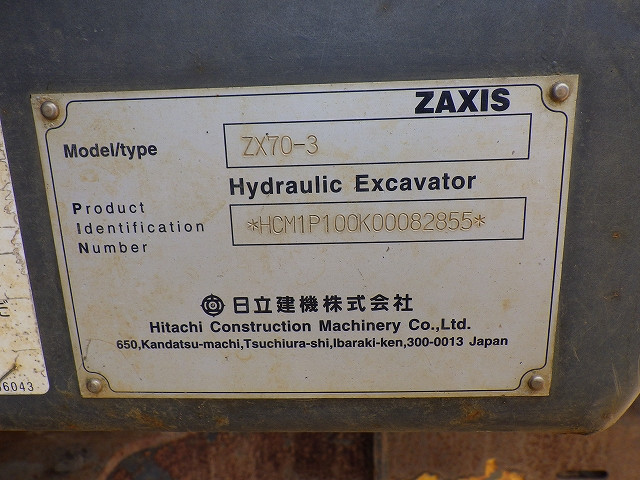 ZAXIS
Model/type ZX70-3
Hydraulic Excavator
Product
Identification *HCM1P100K00082855*
Number
日立建機株式会社
Hitachi Construction Machinery Co.,Ltd.
650,Kandatsu-machi,Tsuchiura-shi,Ibaraki-ken,300-0013 Japan
6043